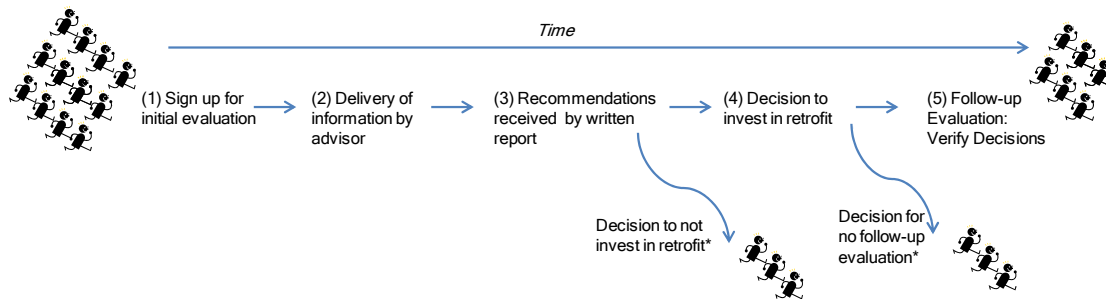 Time
(1) Sign up for
initial evaluation
(2) Delivery of
information by
advisor
(3) Recommendations
received by written
report
(4) Decision to
invest in retrofit
(5) Follow-up
Evaluation:
Verify Decisions
Decision to not
invest in retrofit*
Decision for
no follow-up
evaluation*